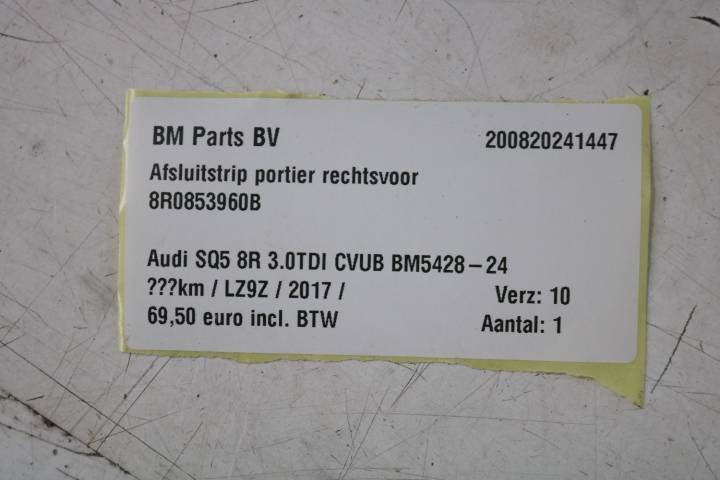 BM Parts BV 200820241447
Afsluitstrip portier rechtsvoor
8R0853960B
Audi SQ5 8R 3.0TDI CVUB BM5428-24
???km / LZ9Z / 2017 / Verz: 10
69,50 euro incl. BTW Aantal: 1